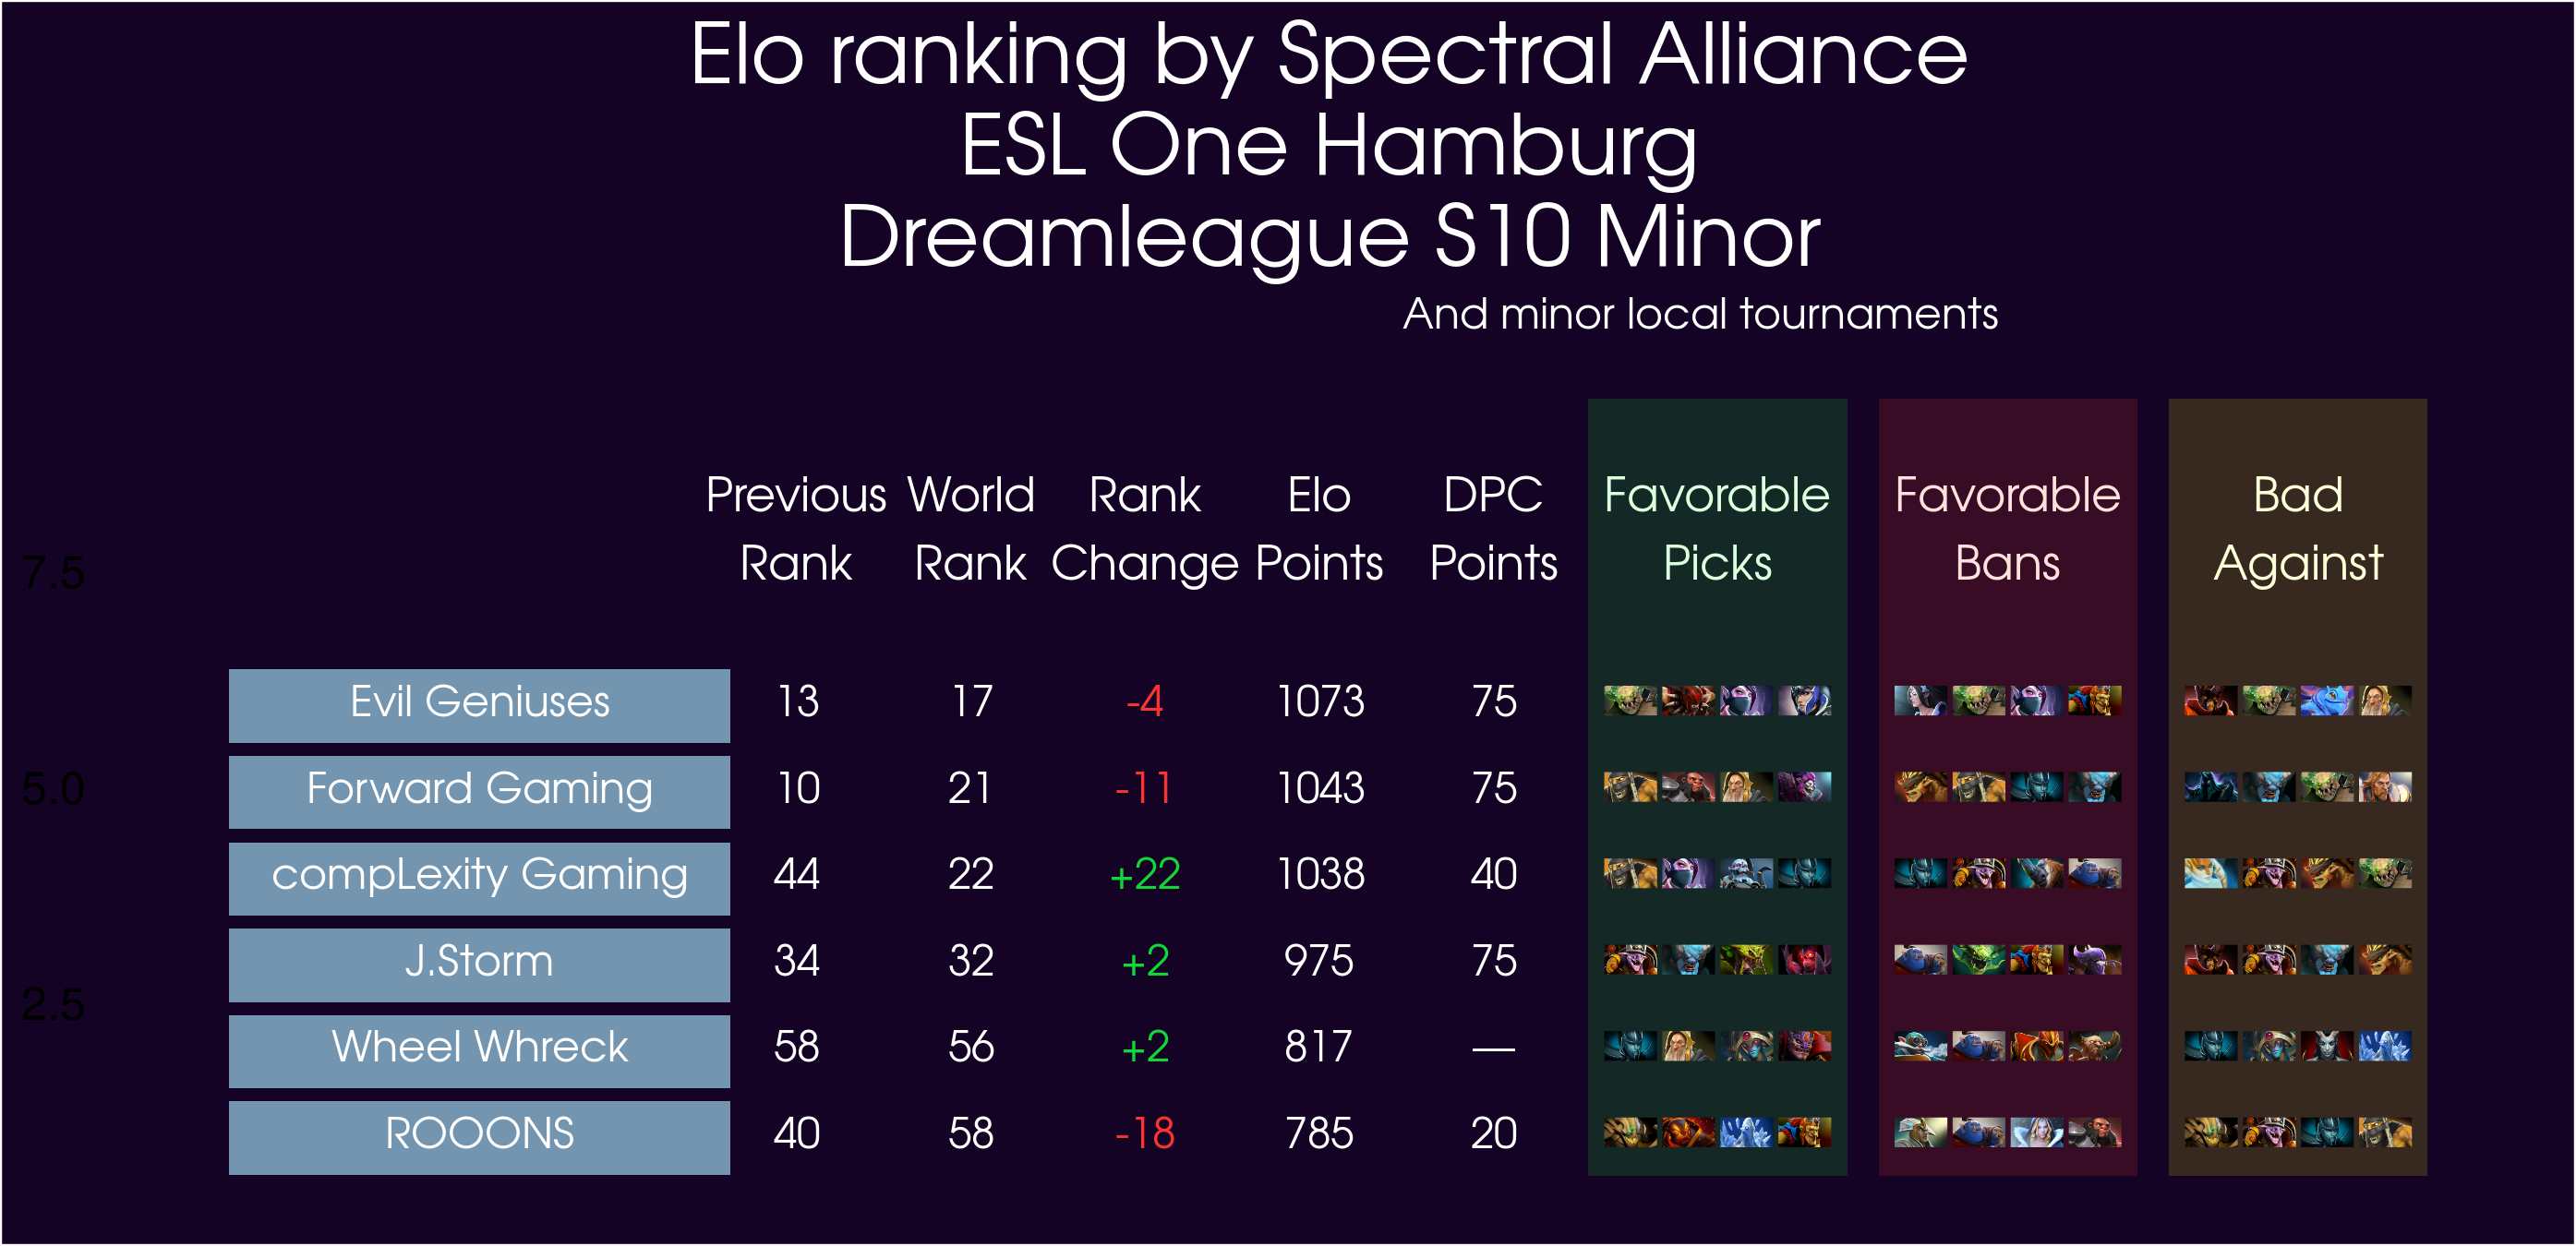 Elo ranking by Spectral Alliance
ESL One Hamburg
Dreamleague S10 Minor
And minor local tournaments
Previous Rank World Rank Rank Change Elo Points DPC Points Favorable Picks Favorable Bans Bad Against
7.5
Evil Geniuses 13 17 -4 1073 75
5.0
Forward Gaming 10 21 -11 1043 75
compLexity Gaming 44 22 +22 1038 40
J.Storm 34 32 +2 975 75
2.5
Wheel Whreck 58 56 +2 817 —
ROOONS 40 58 -18 785 20